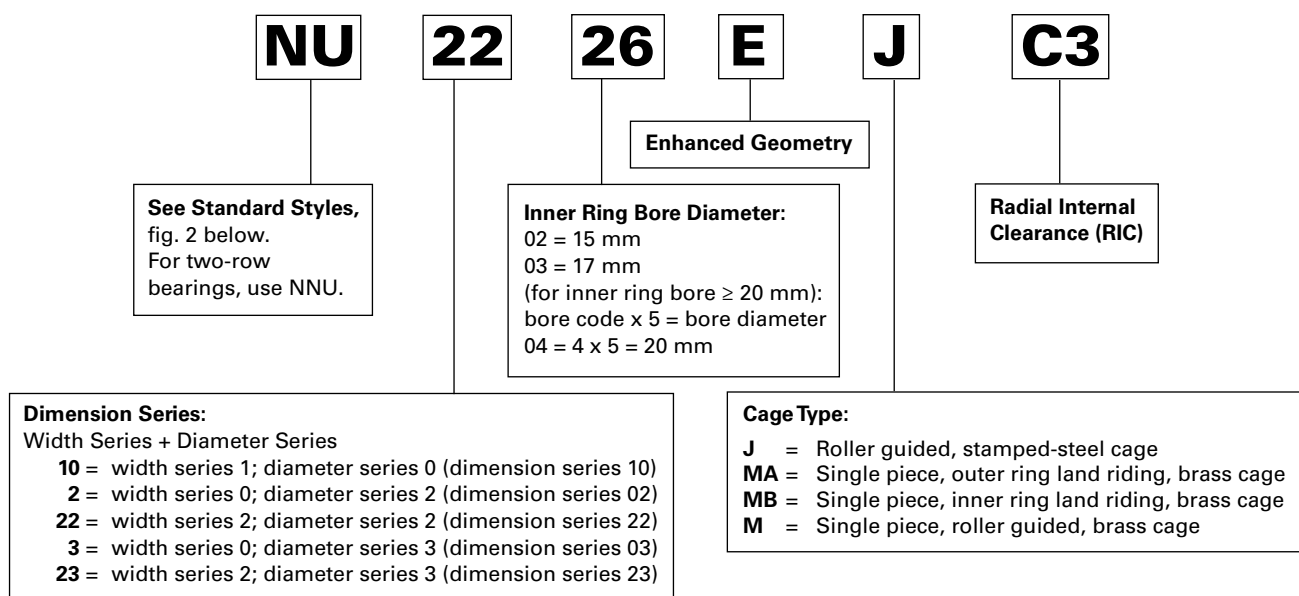 NU 22 26 E J C3
Enhanced Geometry
See Standard Styles,
fig. 2 below.
For two-row
bearings, use NNU.
Inner Ring Bore Diameter:
02 = 15 mm
03 = 17 mm
(for inner ring bore ≥ 20 mm):
bore code x 5 = bore diameter
04 = 4 x 5 = 20 mm
Radial Internal
Clearance (RIC)
Dimension Series:
Width Series + Diameter Series
10 = width series 1; diameter series 0 (dimension series 10)
2 = width series 0; diameter series 2 (dimension series 02)
22 = width series 2; diameter series 2 (dimension series 22)
3 = width series 0; diameter series 3 (dimension series 03)
23 = width series 2; diameter series 3 (dimension series 23)
Cage Type:
J = Roller guided, stamped-steel cage
MA = Single piece, outer ring land riding, brass cage
MB = Single piece, inner ring land riding, brass cage
M = Single piece, roller guided, brass cage